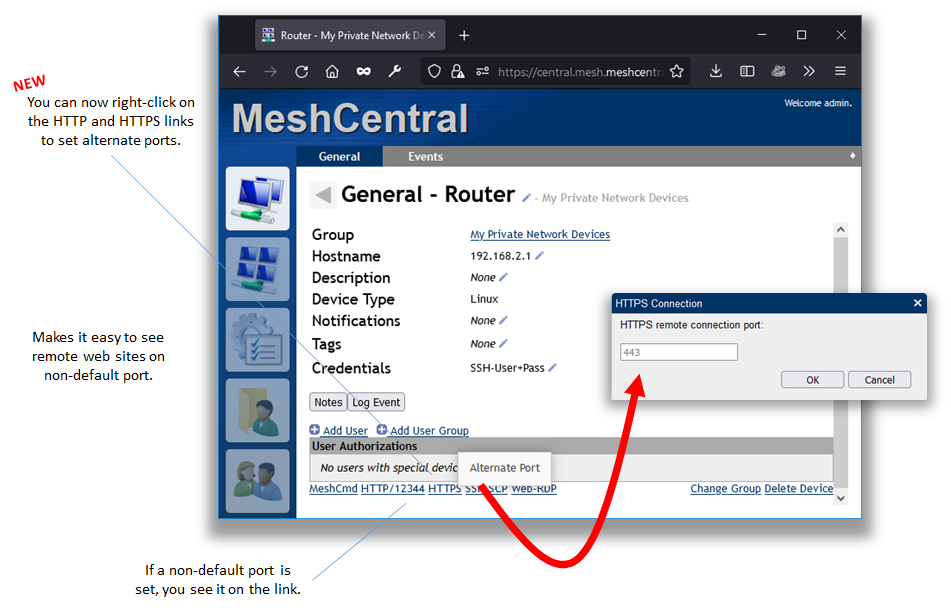 Router - My Private Network De
https://central.mesh.meshcentr
NEW
You can now right-click on
the HTTP and HTTPS links
to set alternate ports.
MeshCentral
Welcome admin.
General
Events
General - Router
- My Private Network Devices
Group My Private Network Devices
Hostname 192.168.2.1
Description None
Device Type Linux
Notifications None
Tags None
Credentials SSH-User+Pass
HTTPS Connection
HTTPS remote connection port:
443
OK Cancel
Makes it easy to see
remote web sites on
non-default port.
Notes Log Event
Add User Add User Group
User Authorizations
No users with special devic
Alternate Port
MeshCmd HTTP/12344 HTTPS SSH SCP Web-RDP
Change Group Delete Device
If a non-default port is
set, you see it on the link.